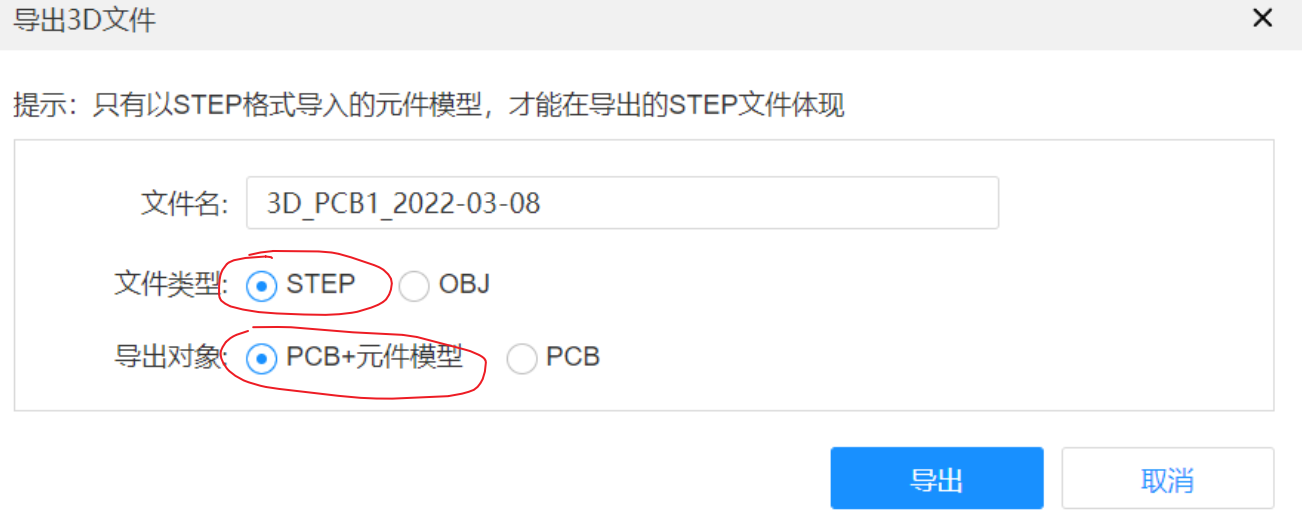 导出3D文件
提示：只有以STEP格式导入的元件模型，才能在导出的STEP文件体现
文件名: 3D_PCB1_2022-03-08
文件类型: STEP OBJ
导出对象: PCB+元件模型 PCB
导出 取消